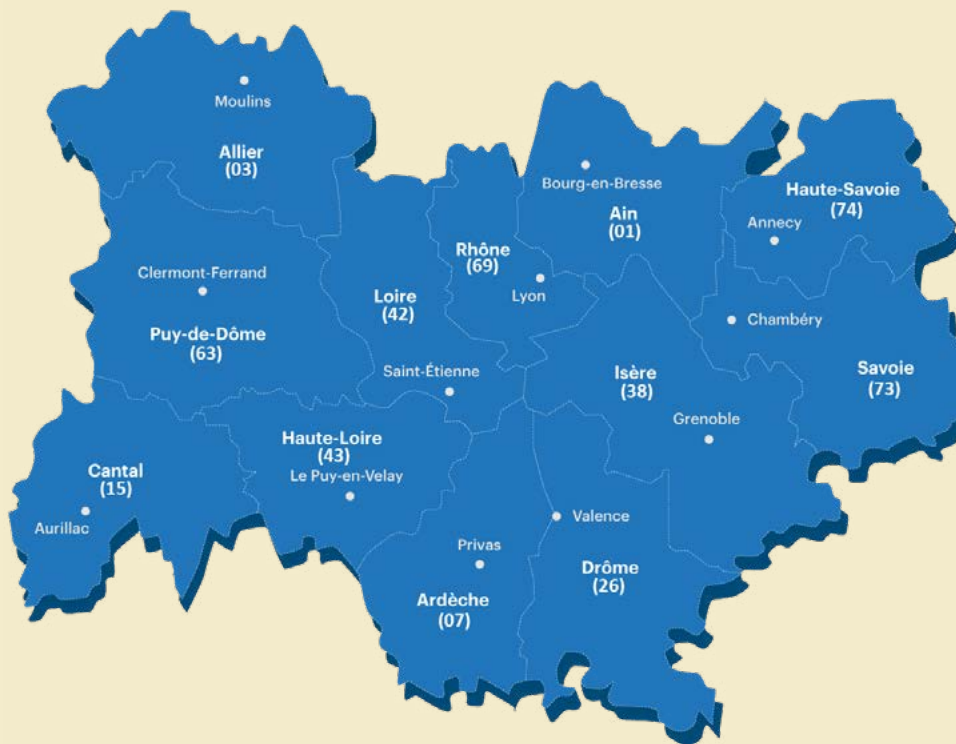 Moulins
Allier
(03)
Bourg-en-Bresse
Ain
(01)
Haute-Savoie
(74)
Annecy
Rhône
(69)
Lyon
Clermont-Ferrand
Puy-de-Dôme
(63)
Loire
(42)
Saint-Étienne
Chambéry
Savoie
(73)
Isère
(38)
Grenoble
Haute-Loire
(43)
Le Puy-en-Velay
Cantal
(15)
Aurillac
Valence
Privas
Drôme
(26)
Ardèche
(07)